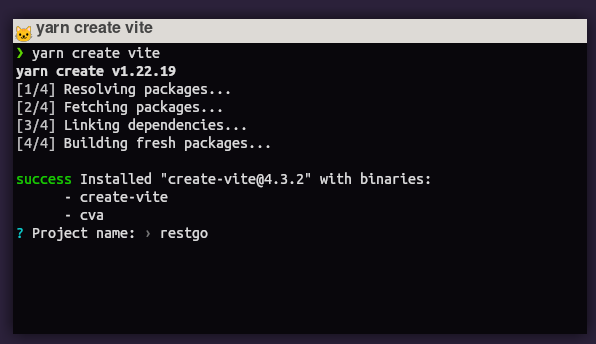 yarn create vite
❯ yarn create vite
yarn create v1.22.19
[1/4] Resolving packages...
[2/4] Fetching packages...
[3/4] Linking dependencies...
[4/4] Building fresh packages...
success Installed "create-vite@4.3.2" with binaries:
- create-vite
- cva
? Project name: › restgo